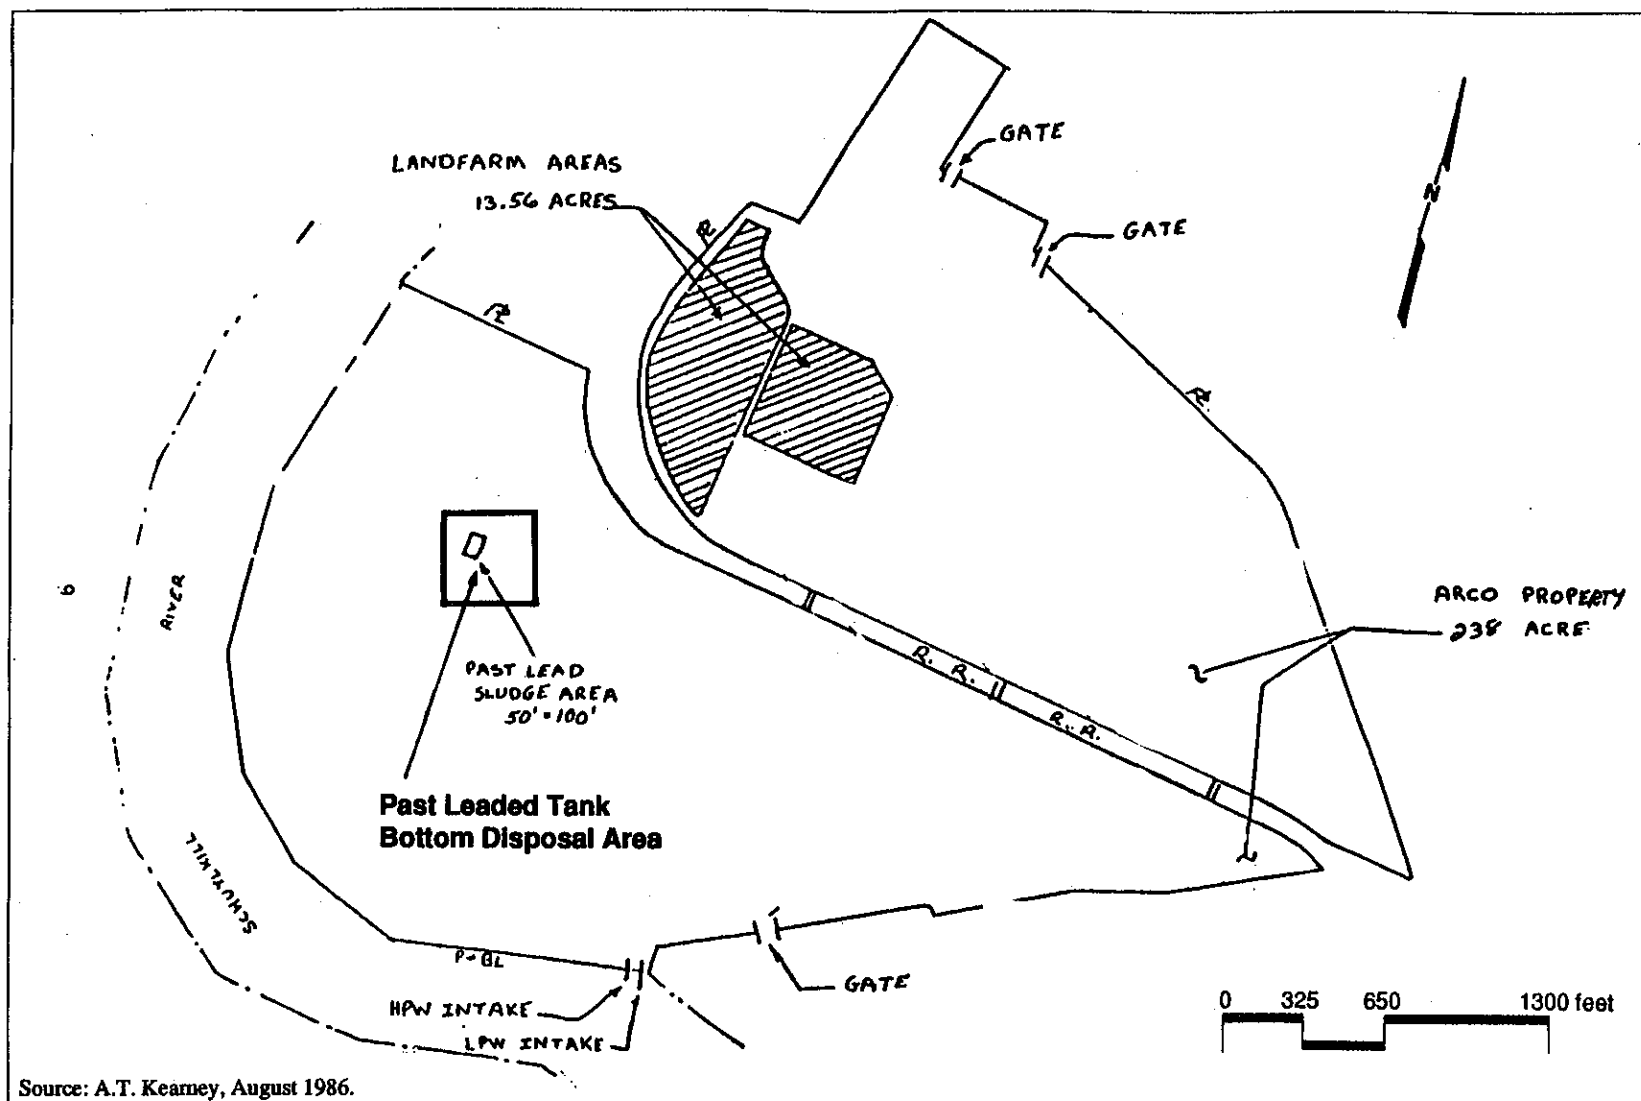 GATE
LANDFARM AREAS
13.56 ACRES
N
GATE
ARCO PROPERTY
238 ACRE
RIVER
R. R.
R. R.
PAST LEAD
SLUDGE AREA
50' 100'
Past Leaded Tank
Bottom Disposal Area
SCHUYLKILL
GATE
HPW INTAKE
LPW INTAKE
0 325 650 1300 feet
6
Source: A.T. Kearney, August 1986.